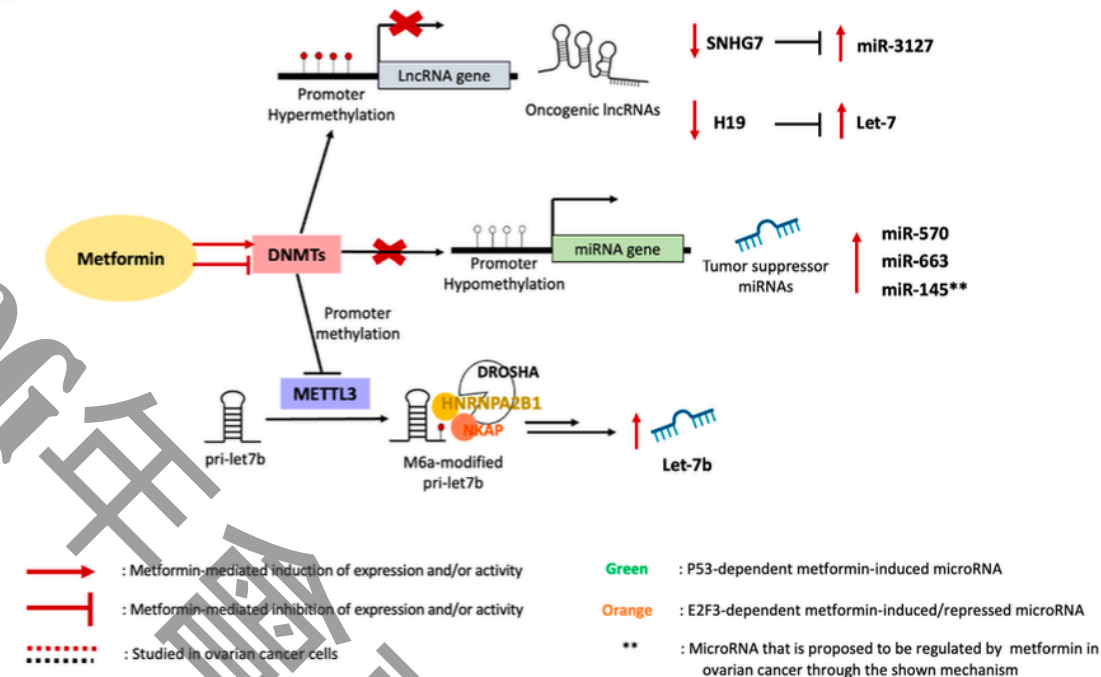 LncRNA gene
Promoter
Hypermethylation
Oncogenic lncRNAs
SNHG7
miR-3127
H19
Let-7
Metformin
DNMTs
miRNA gene
Promoter
Hypomethylation
Tumor suppressor
miRNAs
miR-570
miR-663
miR-145**
Promoter
methylation
METTL3
DROSHA
HNRNPA2B1
NKAP
pri-let7b
M6a-modified
pri-let7b
Let-7b
: Metformin-mediated induction of expression and/or activity
: Metformin-mediated inhibition of expression and/or activity
: Studied in ovarian cancer cells
Green : P53-dependent metformin-induced microRNA
Orange : E2F3-dependent metformin-induced/repressed microRNA
** : MicroRNA that is proposed to be regulated by metformin in
ovarian cancer through the shown mechanism